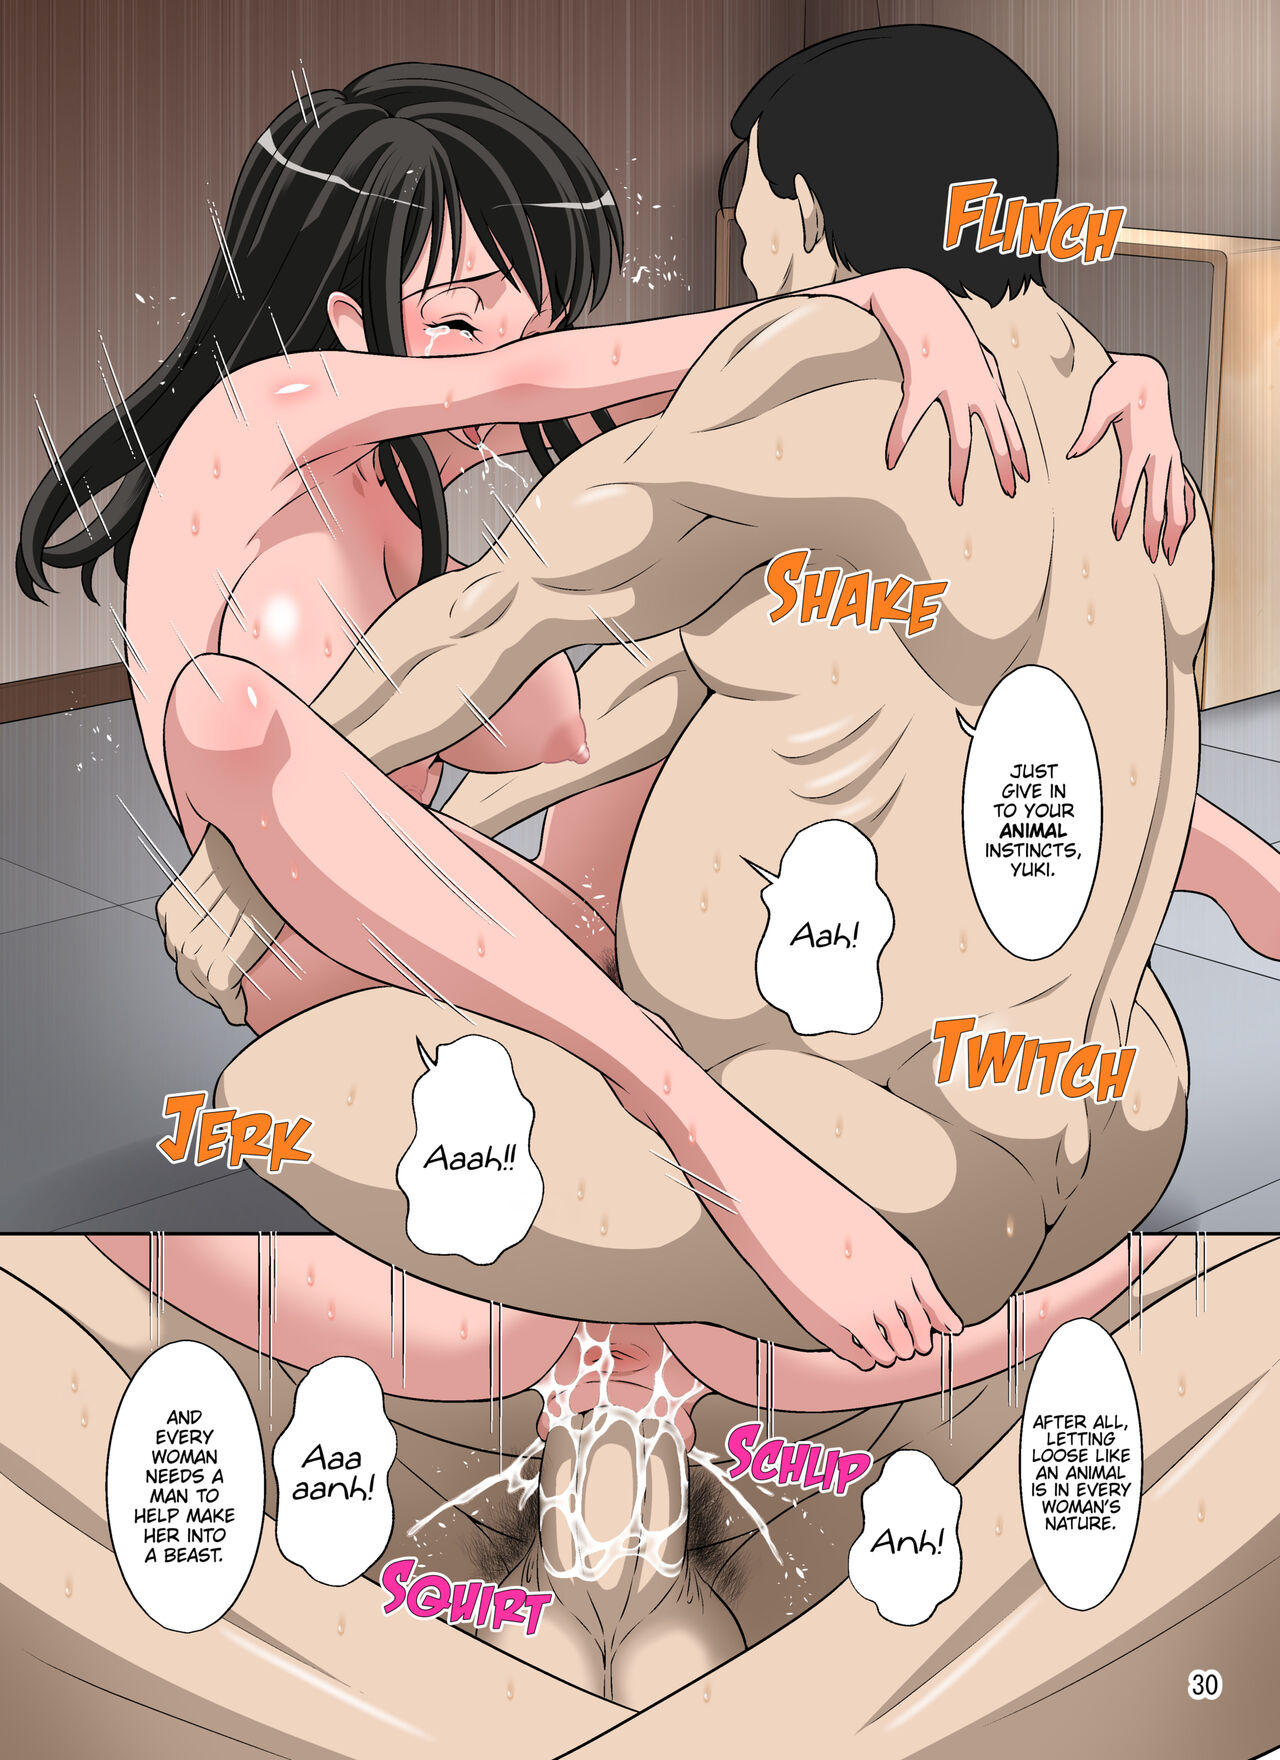 FLINCH
SHAKE
JUST
GIVE IN
TO YOUR
ANIMAL
INSTINCTS,
YUKI.
Aah!
TWITCH
Aaah!!
JERK
AFTER ALL,
LETTING
LOOSE LIKE
AN ANIMAL
IS IN EVERY
WOMAN'S
NATURE.
SCHLIP
Anh!
Aaa
aanh!
SQUIRT
AND
EVERY
WOMAN
NEEDS A
MAN TO
HELP MAKE
HER INTO
A BEAST.
30